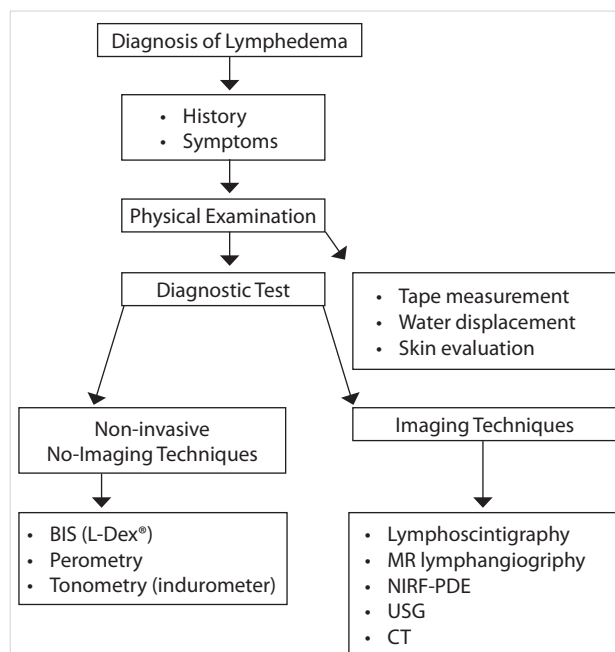 Diagnosis of Lymphedema
• History
• Symptoms
Physical Examination
Diagnostic Test
• Tape measurement
• Water displacement
• Skin evaluation
Non-invasive
No-Imaging Techniques
Imaging Techniques
• BIS (L-Dex®)
• Perometry
• Tonometry (indurometer)
• Lymphoscintigraphy
• MR lymphangiogriphy
• NIRF-PDE
• USG
• CT